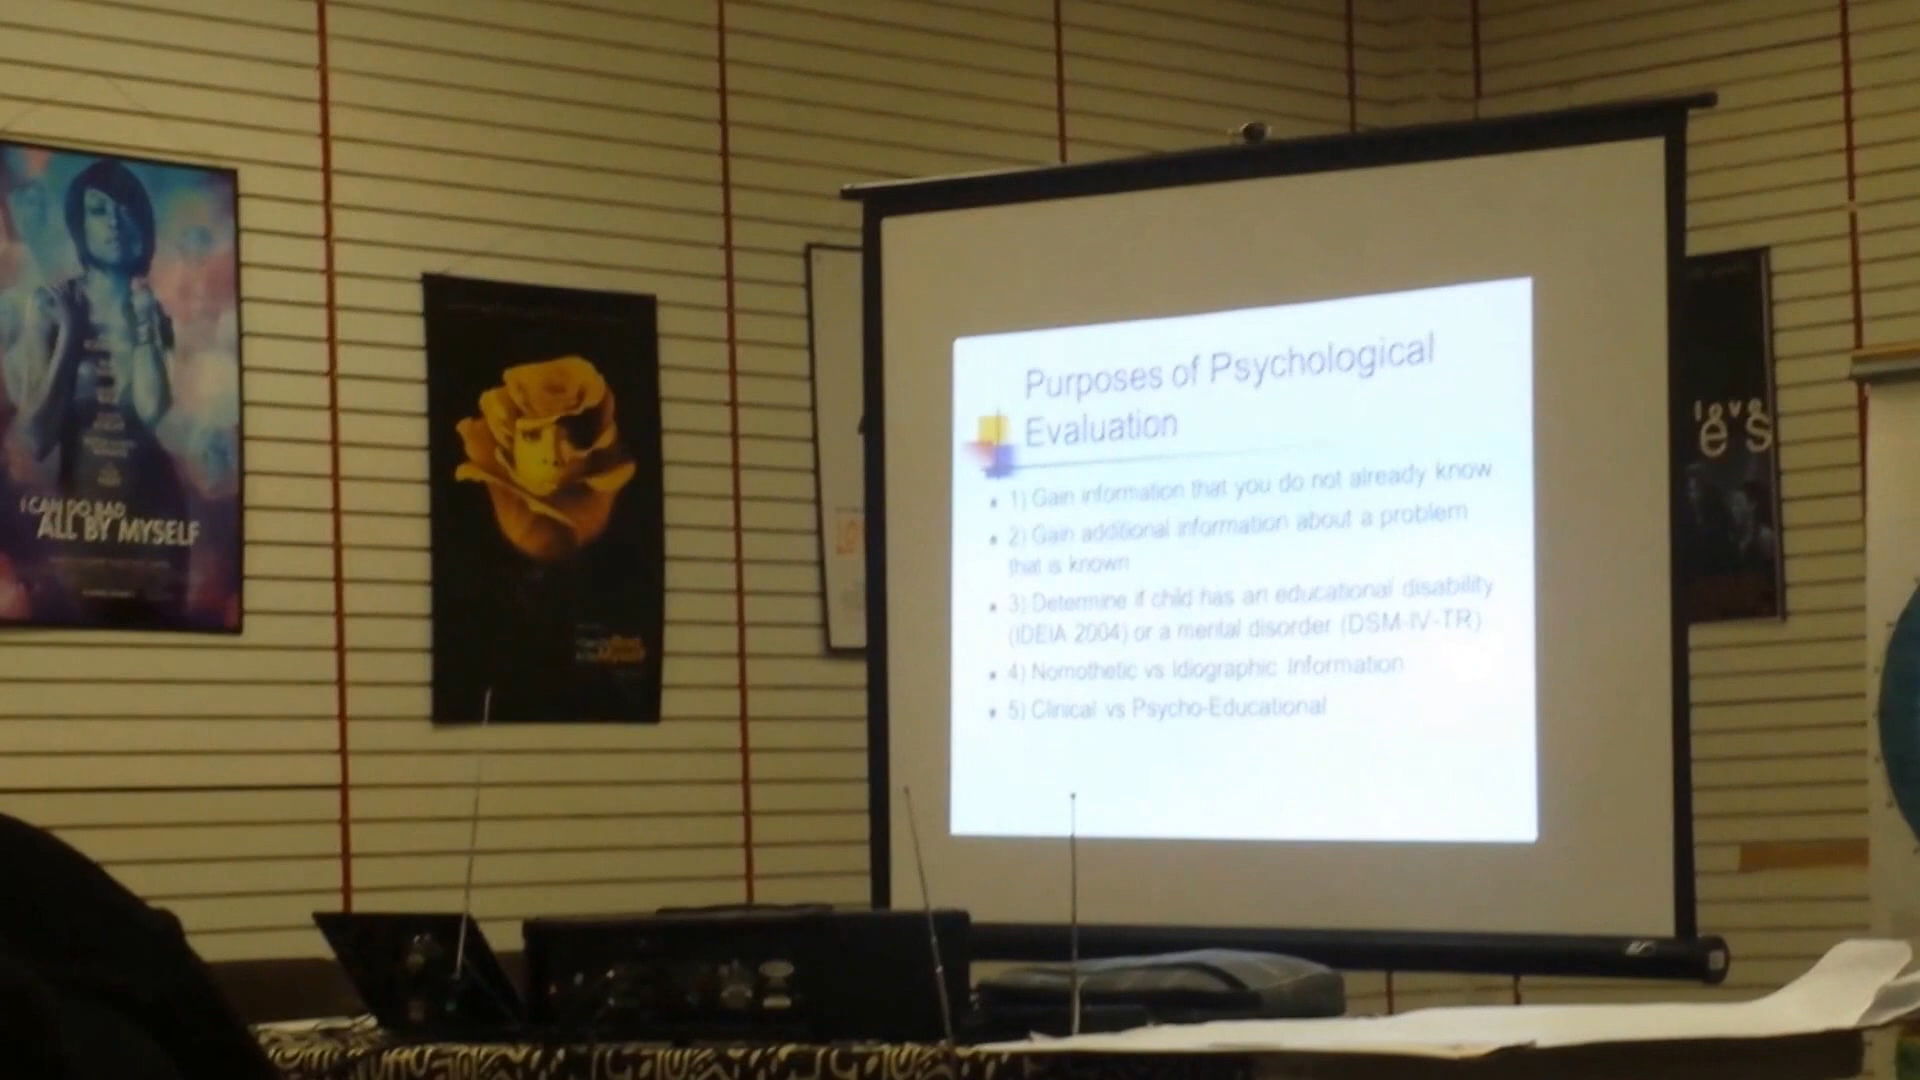 I CAN DO BAD
ALL BY MYSELF
Purposes of Psychological
Evaluation
1) Gain information that you do not already know
2) Gain additional information about a problem
that is known
3) Determine if child has an educational disability
(IDEIA 2004) or a mental disorder (DSM-IV-TR)
4) Nomothetic vs Idiographic Information
5) Clinical vs Psycho-Educational